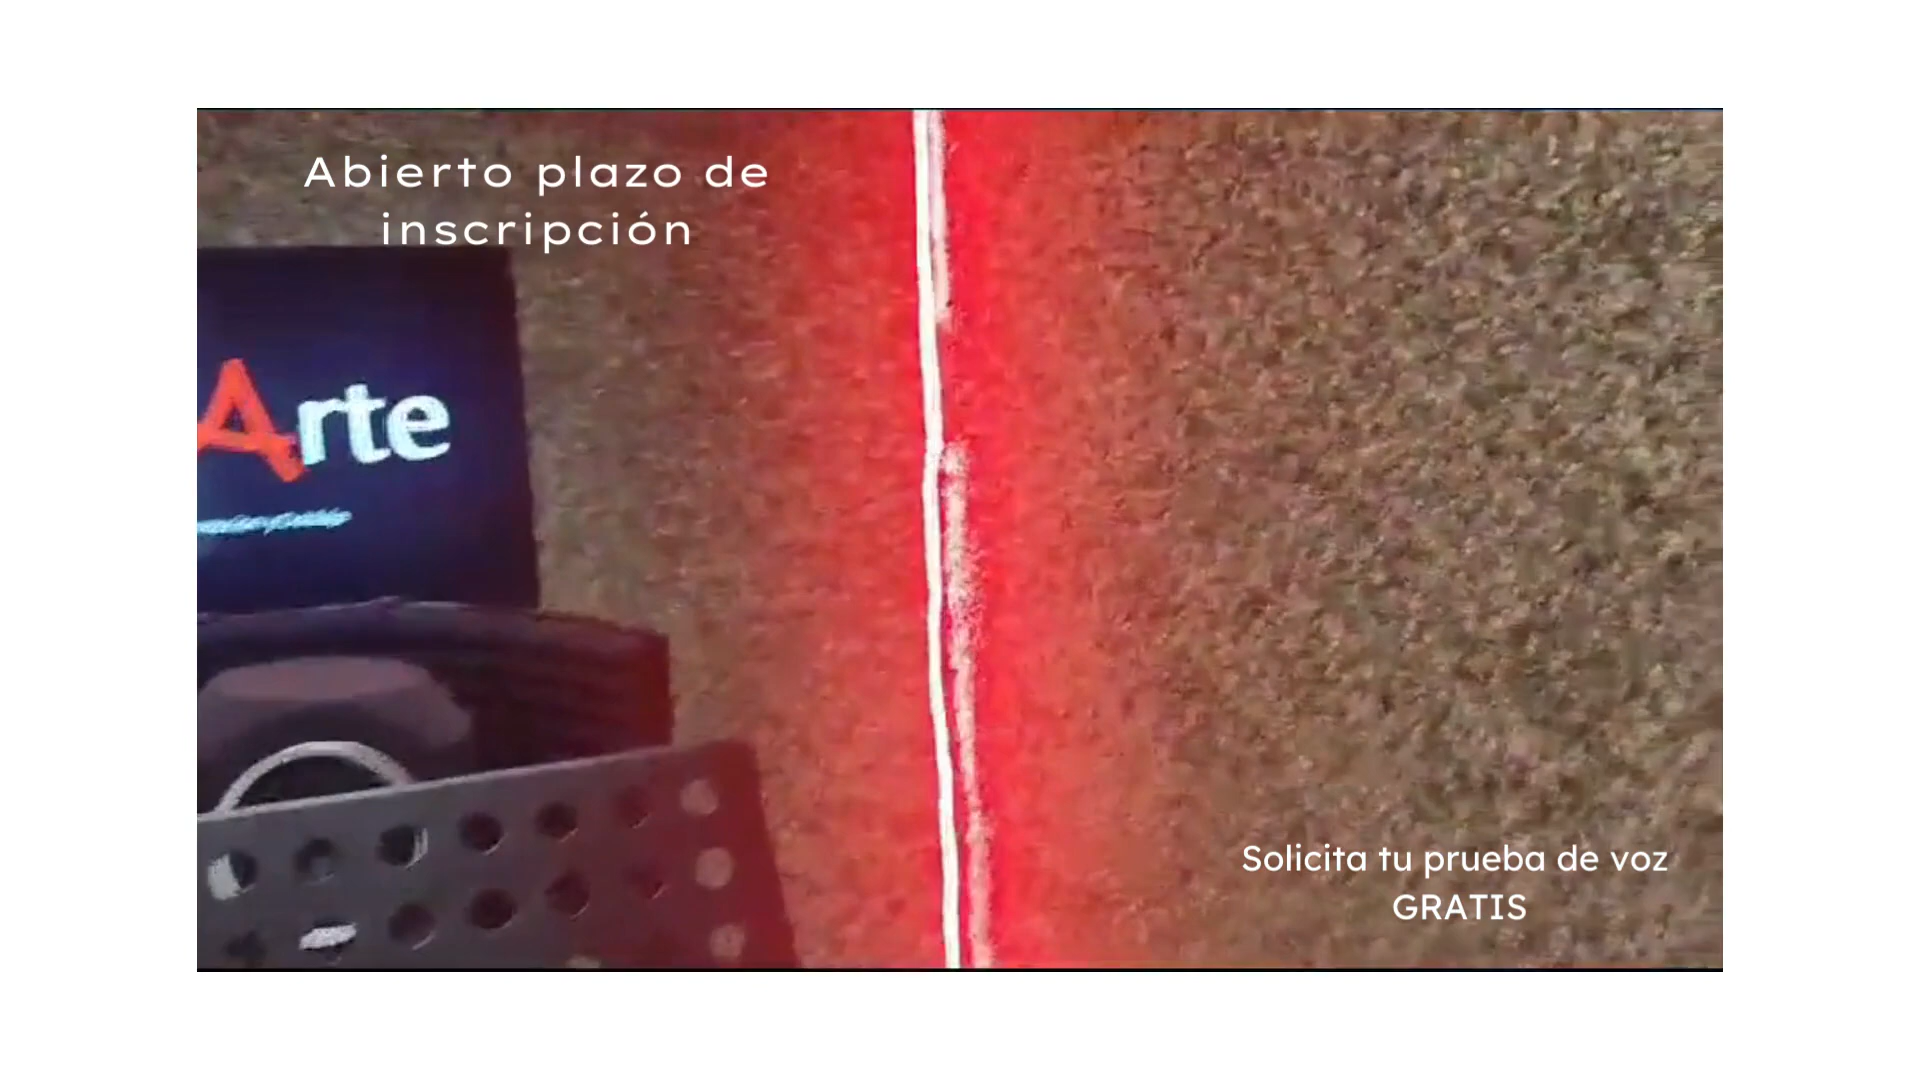 Abierto plazo de
inscripción
Arte
Solicita tu prueba de voz
GRATIS